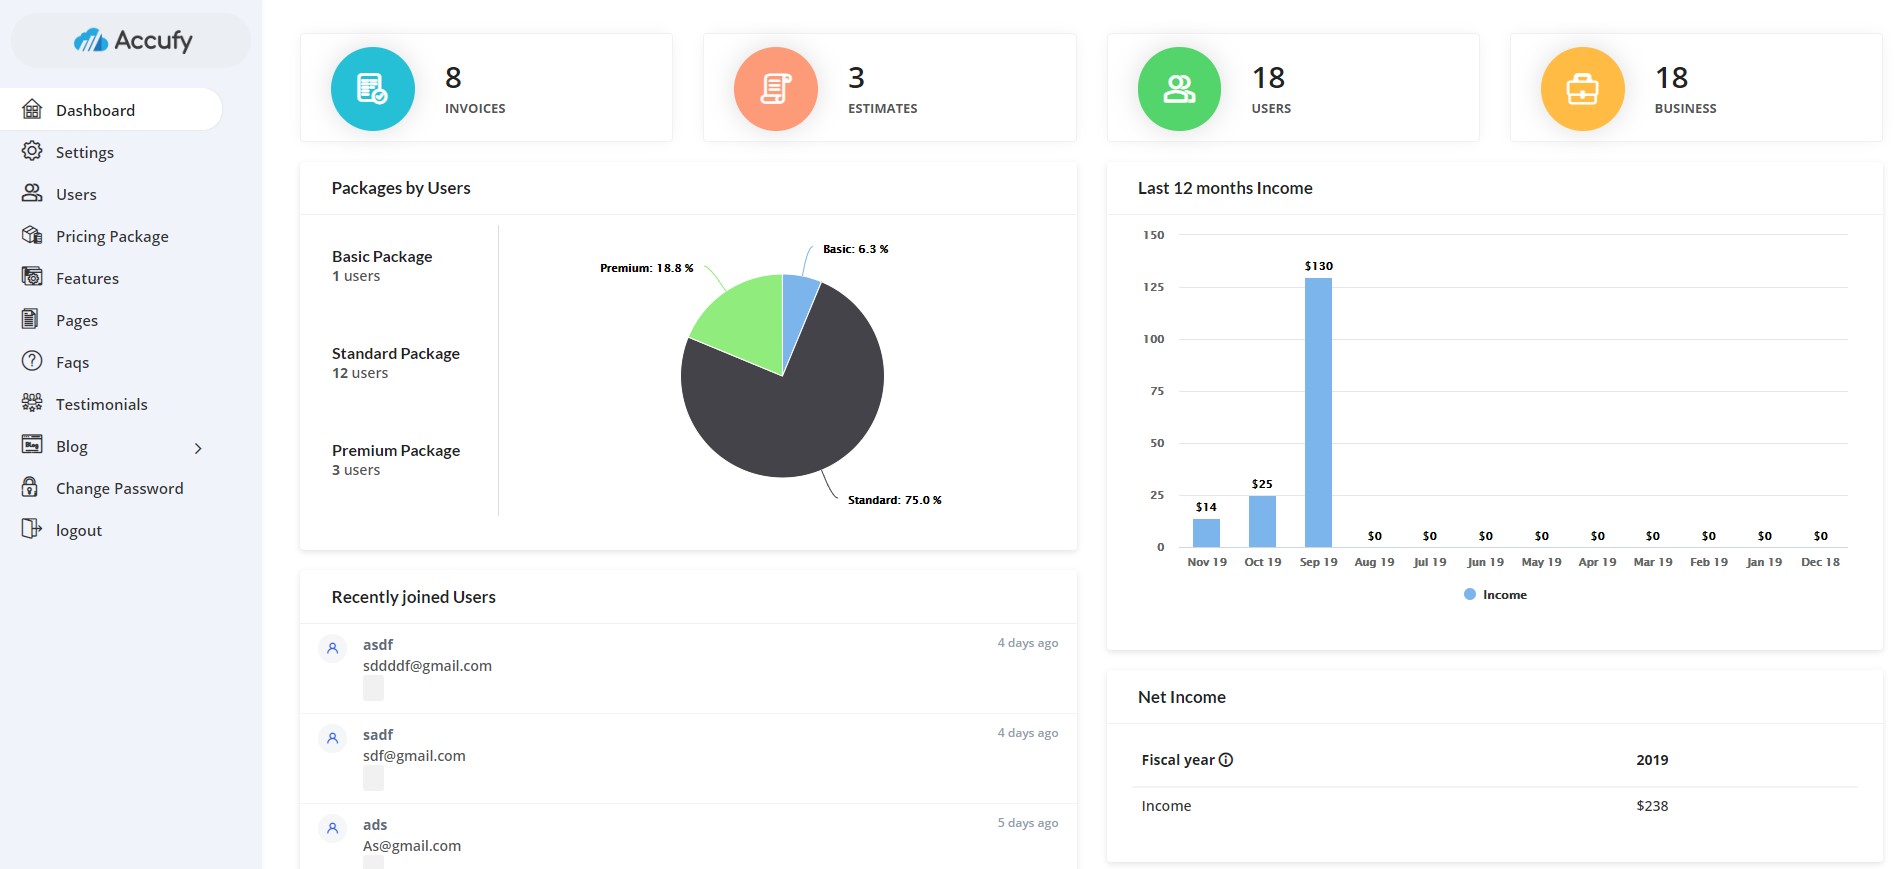 Accufy
Dashboard
Settings
Users
Pricing Package
Features
Pages
Faqs
Testimonials
Blog
Change Password
logout
8
INVOICES
3
ESTIMATES
18
USERS
18
BUSINESS
Packages by Users
Basic Package
1 users
Standard Package
12 users
Premium Package
3 users
Basic: 6.3 %
Premium: 18.8 %
Standard: 75.0 %
Last 12 months Income
150
125
100
75
50
25
0
$14
$25
$130
$0
$0
$0
$0
$0
$0
$0
$0
$0
Nov 19
Oct 19
Sep 19
Aug 19
Jul 19
Jun 19
May 19
Apr 19
Mar 19
Feb 19
Jan 19
Dec 18
Income
Recently joined Users
asdf
4 days ago
sddddf@gmail.com
sadf
4 days ago
sdf@gmail.com
ads
5 days ago
As@gmail.com
Net Income
Fiscal year 2019
Income $238